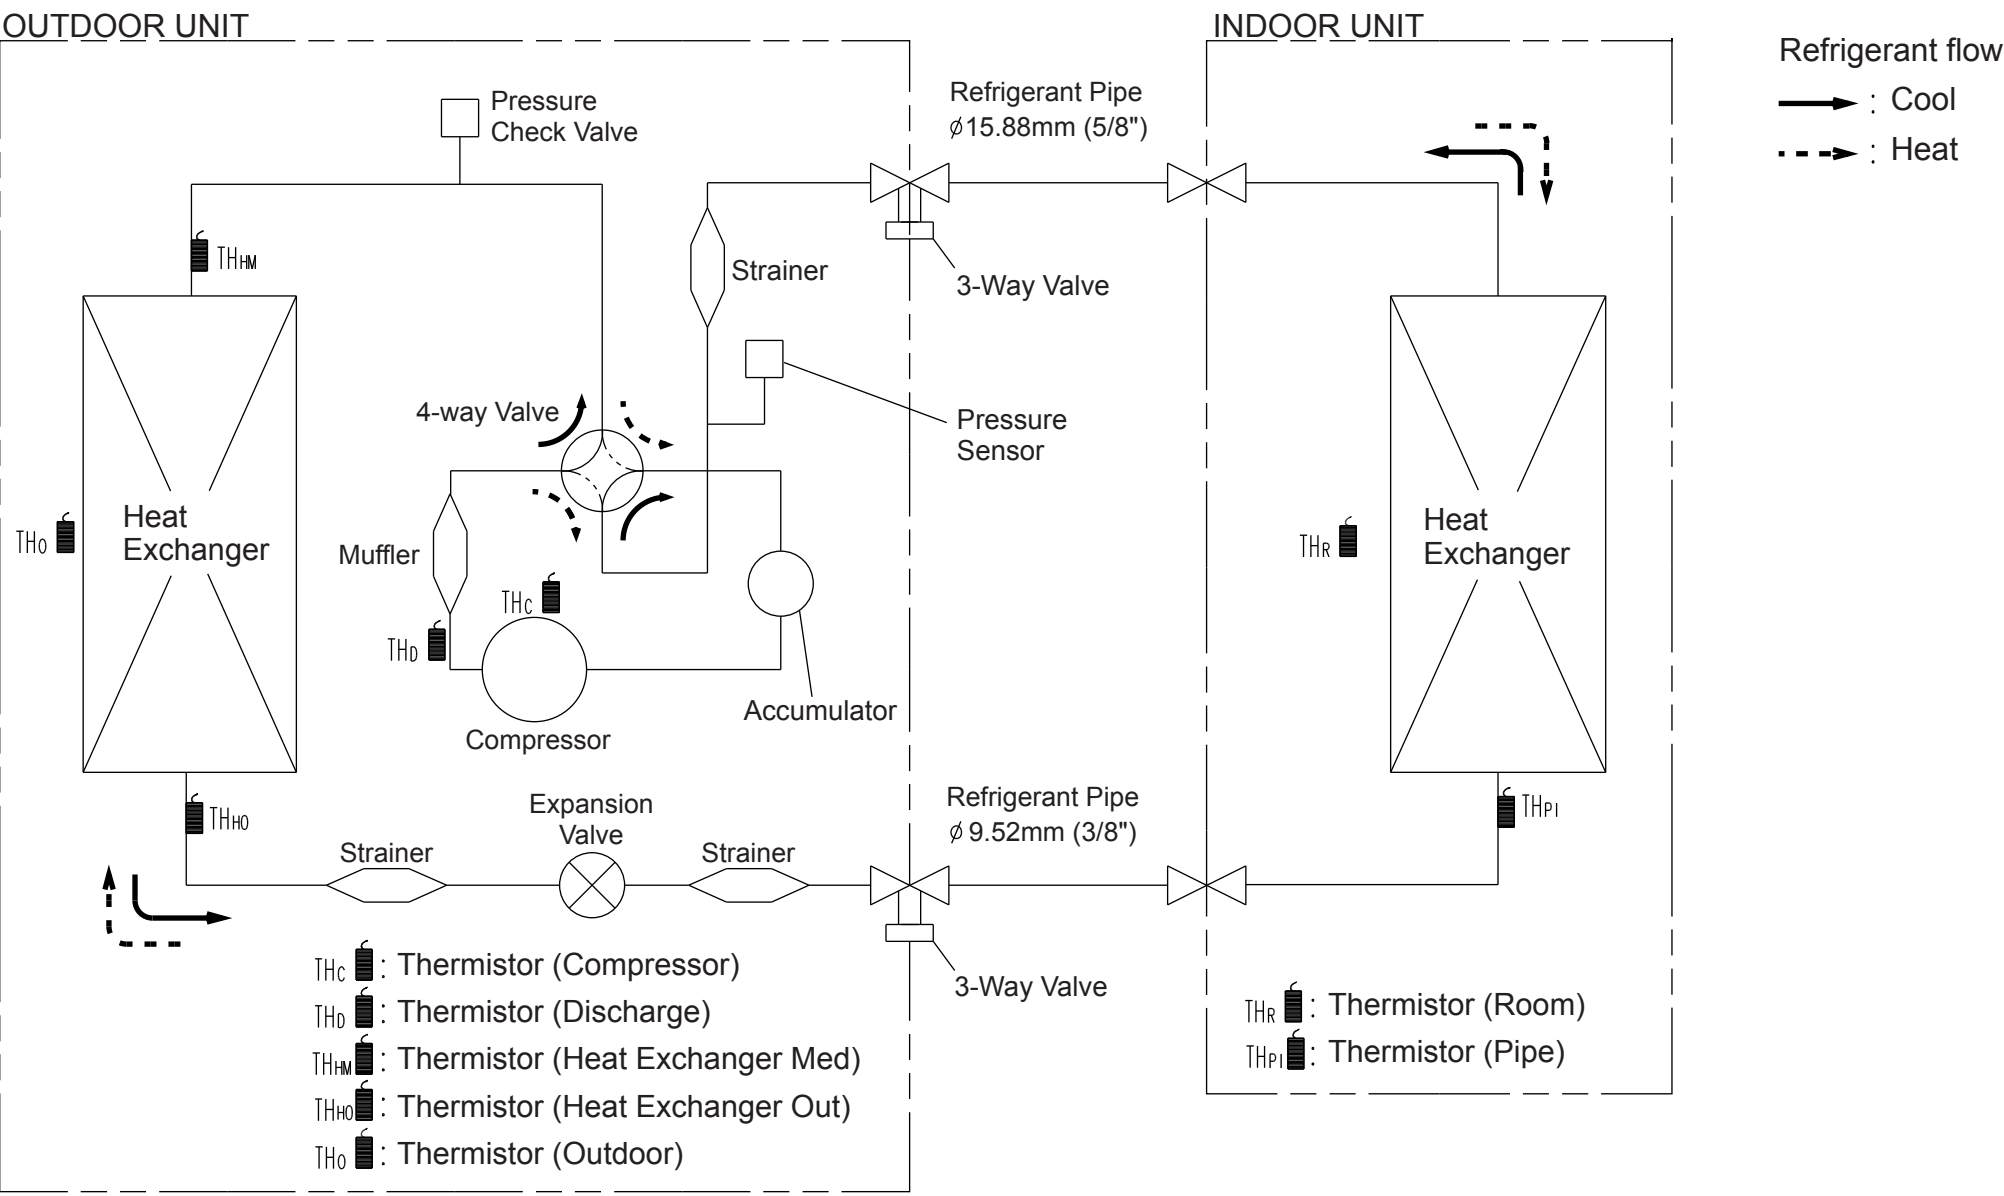 OUTDOOR UNIT
INDOOR UNIT
Refrigerant flow
: Cool
: Heat
Pressure
Check Valve
Refrigerant Pipe
ϕ15.88mm (5/8")
THHM
Strainer
3-Way Valve
4-way Valve
Pressure
Sensor
THO
Heat
Exchanger
Muffler
THC
THD
THR
Heat
Exchanger
Accumulator
Compressor
THHO
Expansion
Valve
Strainer
Strainer
Refrigerant Pipe
ϕ 9.52mm (3/8")
THPI
3-Way Valve
THC : Thermistor (Compressor)
THD : Thermistor (Discharge)
THHM : Thermistor (Heat Exchanger Med)
THHO : Thermistor (Heat Exchanger Out)
THO : Thermistor (Outdoor)
THR : Thermistor (Room)
THPI : Thermistor (Pipe)